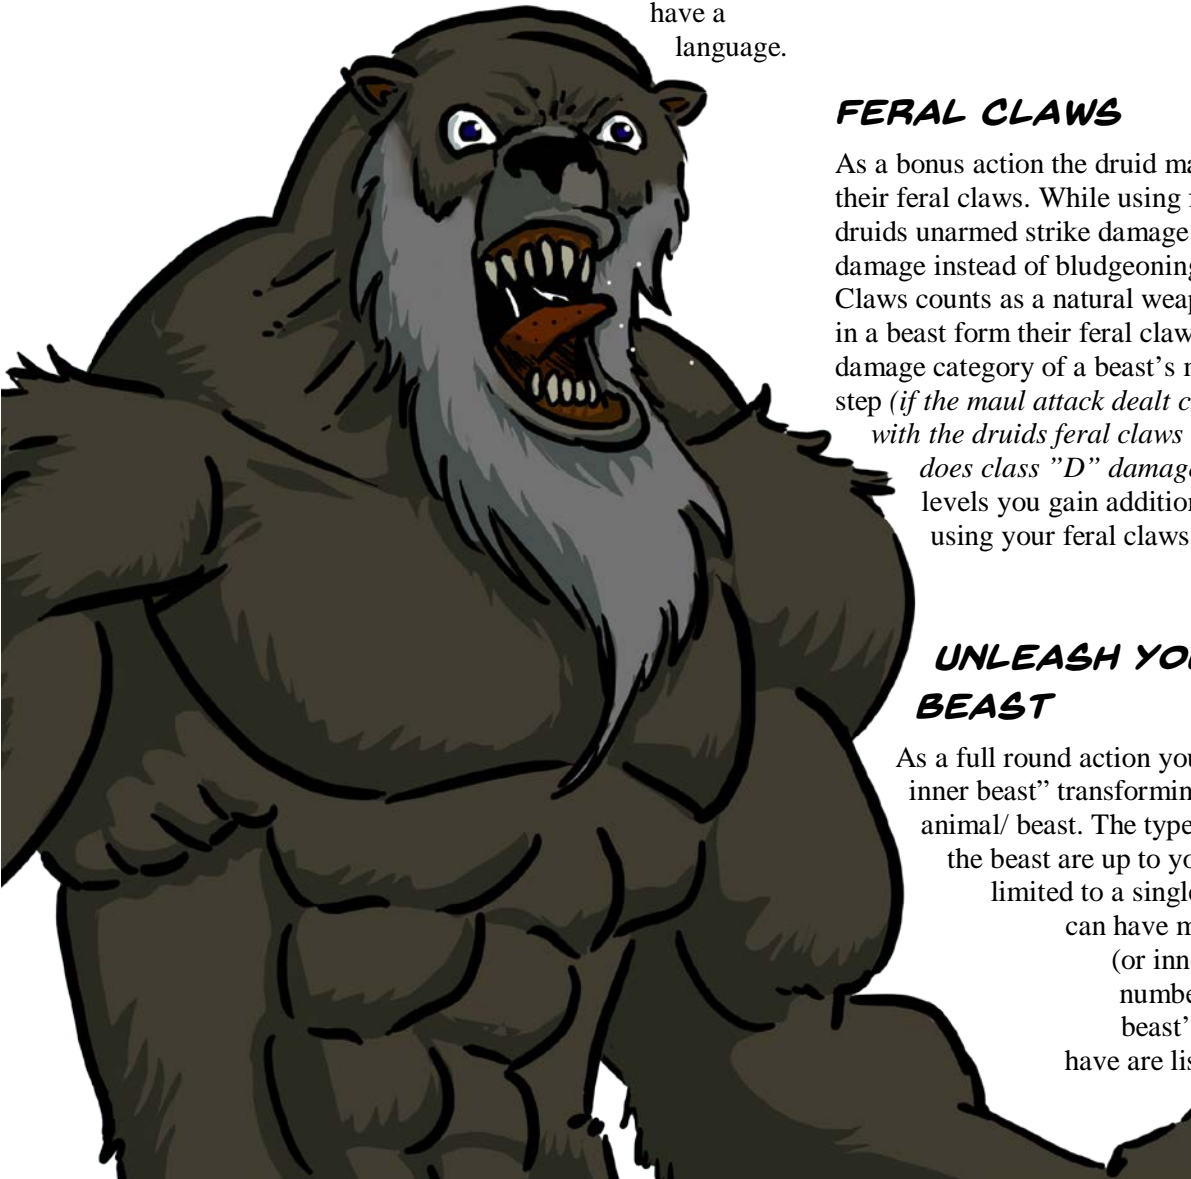 have a
language.
FERAL CLAWS
As a bonus action the druid ma
their feral claws. While using
druids unarmed strike damage
damage instead of bludgeoning
Claws counts as a natural weap
in a beast form their feral claw
damage category of a beast's
step (if the maul attack dealt c
with the druids feral claws
does class ”D” damage
levels you gain addition
using your feral claws
UNLEASH YOU
BEAST
As a full round action you
inner beast” transformin
animal/ beast. The type
the beast are up to yo
limited to a single
can have m
(or inn
numbe
beast'
have are lis